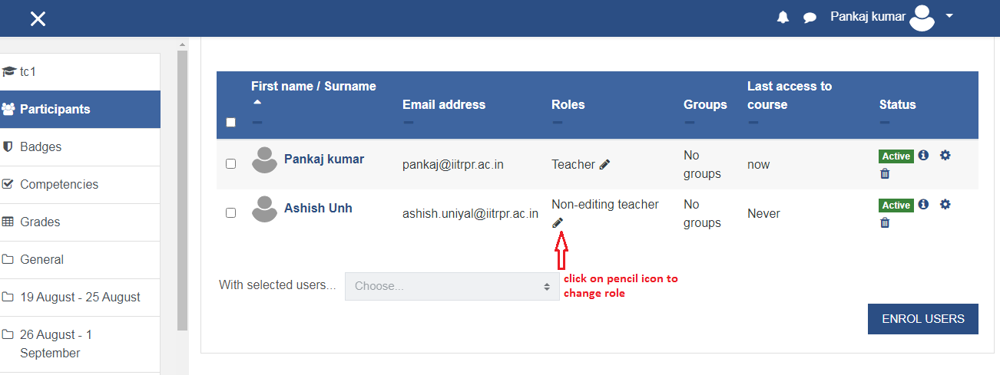 Pankaj kumar
tc1
Participants
Badges
Competencies
Grades
General
19 August - 25 August
26 August - 1
September
First name / Surname
Email address
Roles
Groups
Last access to
course
Status
Pankaj kumar
pankaj@iitrpr.ac.in
Teacher
No
groups
now
Active
Ashish Unh
ashish.uniyal@iitrpr.ac.in
Non-editing teacher
No
groups
Never
Active
With selected users...
Choose...
click on pencil icon to
change role
ENROL USERS